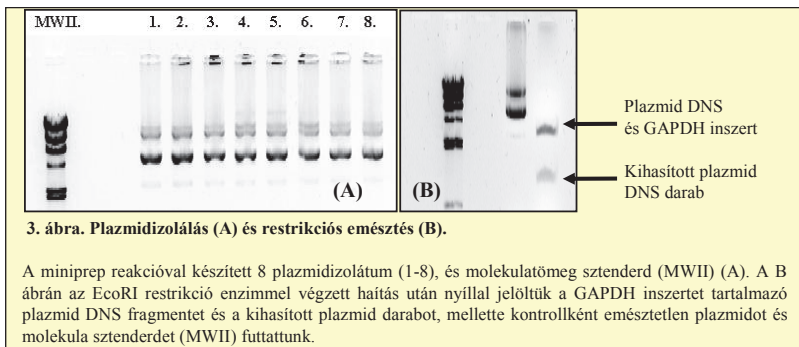 MWII. 1. 2. 3. 4. 5. 6. 7. 8.
(A)
(B)
Plazmid DNS
és GAPDH inszert
Kihasított plazmid
DNS darab
3. ábra. Plazmidizolálás (A) és restrikciós emésztés (B).
A miniprep reakcióval készített 8 plazmidizolátum (1-8), és molekulatömeg sztenderd (MWII) (A). A B
ábrán az EcoRI restrikció enzimmel végzett haítás után nyíllal jelöltük a GAPDH inszertet tartalmazó
plazmid DNS fragmentet és a kihasított plazmid darabot, mellette kontrollként emésztetlen plazmidot és
molekula sztenderdet (MWII) futtattunk.